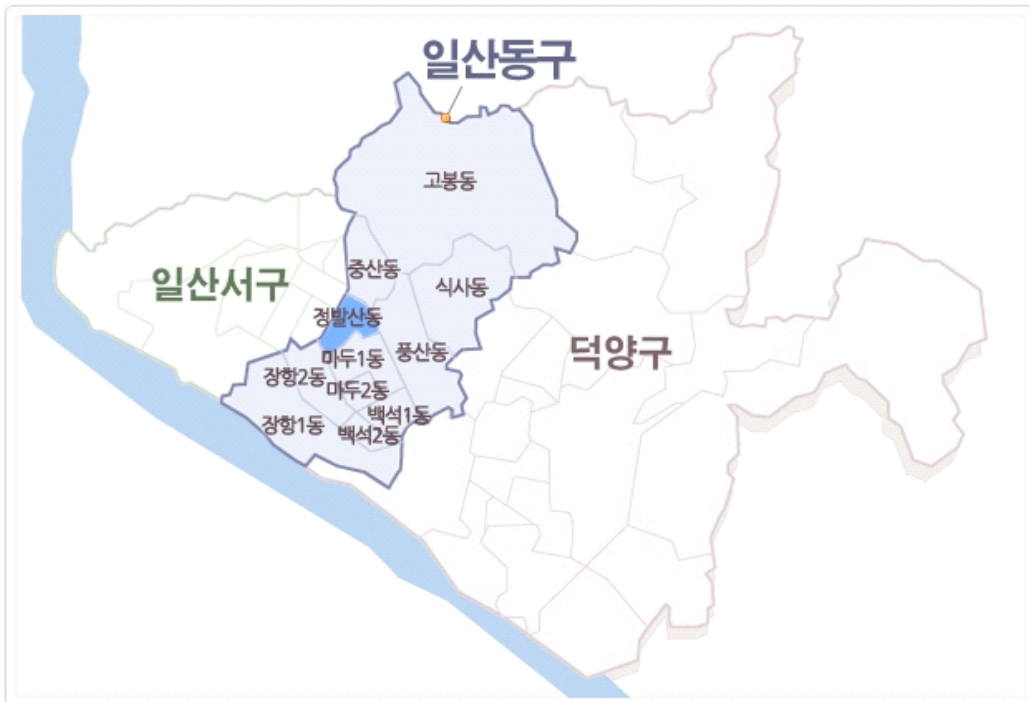 일산동구
고봉동
중산동
식사동
일산서구
정발산동
마두1동
풍산동
덕양구
장항2동
마두2동
백석1동
장항1동
백석2동